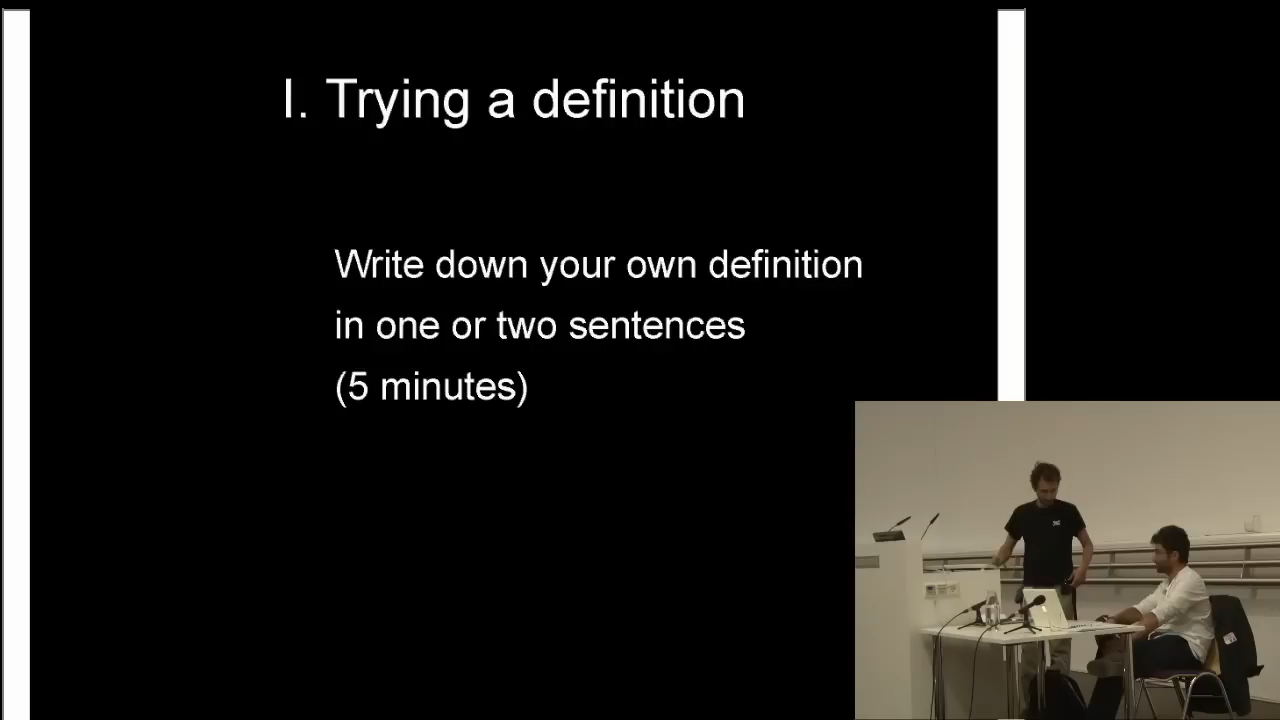 I. Trying a definition
Write down your own definition
in one or two sentences
(5 minutes)